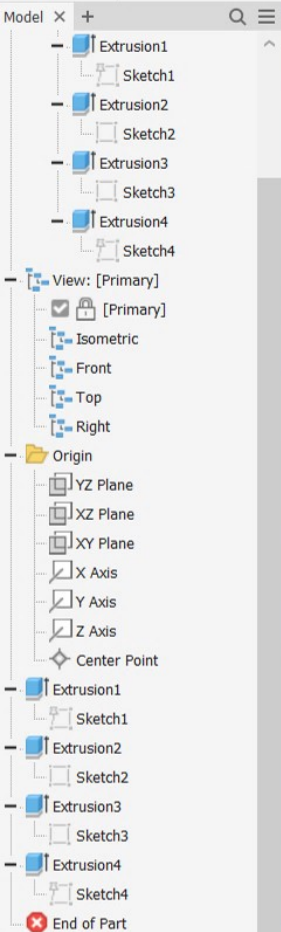 Model
Extrusion1
Sketch1
Extrusion2
Sketch2
Extrusion3
Sketch3
Extrusion4
Sketch4
View: [Primary]
[Primary]
Isometric
Front
Top
Right
Origin
YZ Plane
XZ Plane
XY Plane
X Axis
Y Axis
Z Axis
Center Point
Extrusion1
Sketch1
Extrusion2
Sketch2
Extrusion3
Sketch3
Extrusion4
Sketch4
End of Part